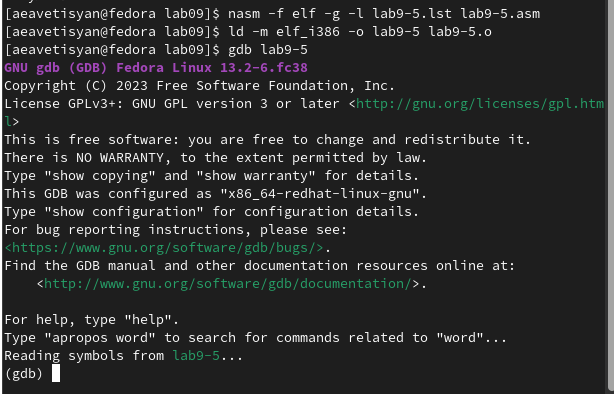 [aeavetisyan@fedora lab09]$ nasm -f elf -g -l lab9-5.lst lab9-5.asm
[aeavetisyan@fedora lab09]$ ld -m elf_i386 -o lab9-5 lab9-5.o
[aeavetisyan@fedora lab09]$ gdb lab9-5
GNU gdb (GDB) Fedora Linux 13.2-6.fc38
Copyright (C) 2023 Free Software Foundation, Inc.
License GPLv3+: GNU GPL version 3 or later <http://gnu.org/licenses/gpl.htm
l>
This is free software: you are free to change and redistribute it.
There is NO WARRANTY, to the extent permitted by law.
Type "show copying" and "show warranty" for details.
This GDB was configured as "x86_64-redhat-linux-gnu".
Type "show configuration" for configuration details.
For bug reporting instructions, please see:
<https://www.gnu.org/software/gdb/bugs/>.
Find the GDB manual and other documentation resources online at:
    <http://www.gnu.org/software/gdb/documentation/>.

For help, type "help".
Type "apropos word" to search for commands related to "word"...
Reading symbols from lab9-5...
(gdb)